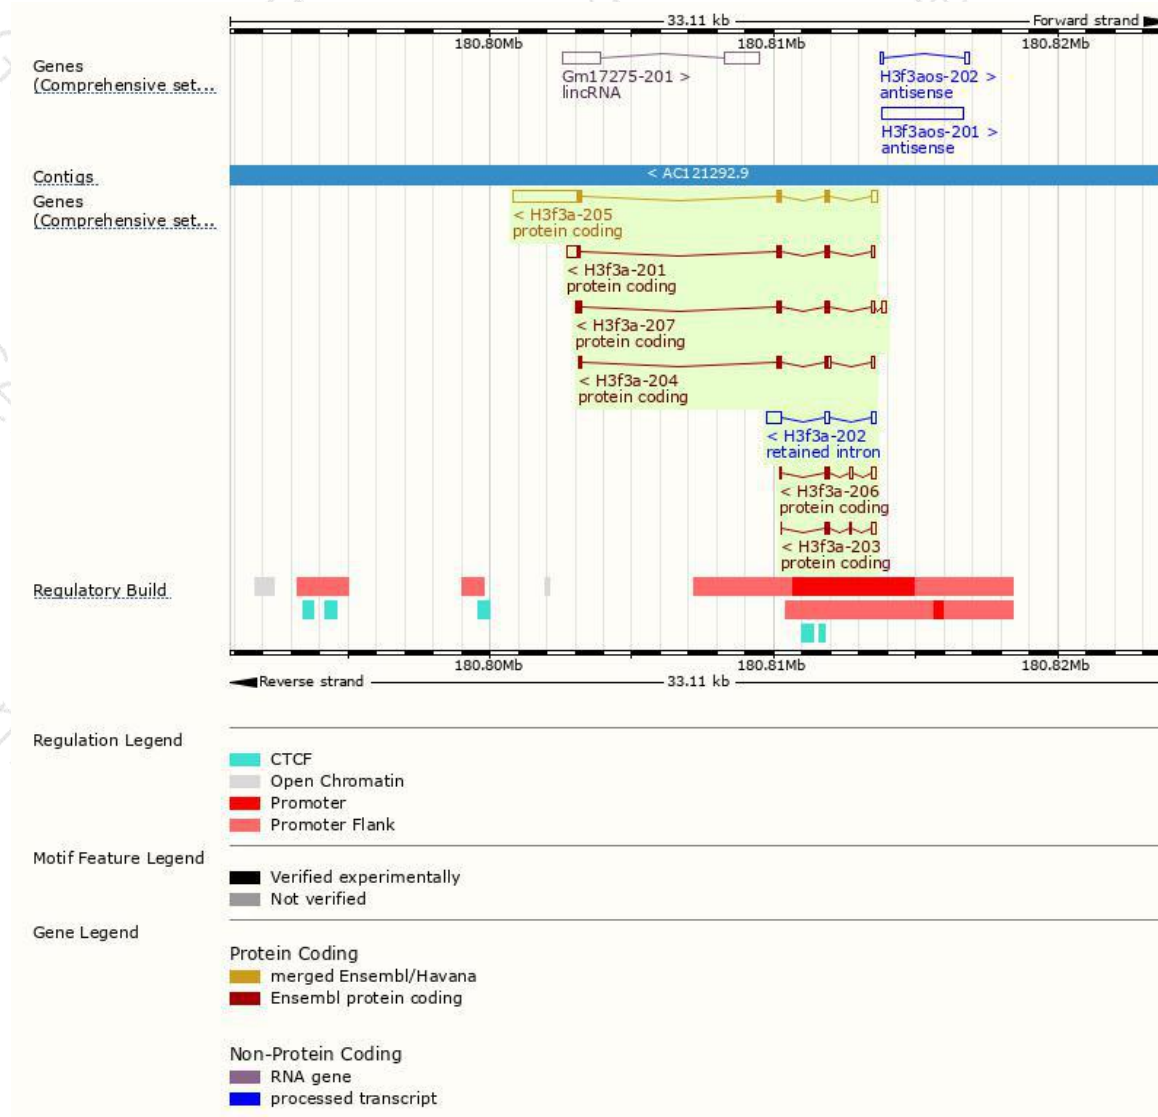 33.11 kb
Forward strand
180.80Mb 180.81Mb 180.82Mb
Genes
(Comprehensive set...
Gm17275-201 >
lincRNA
H3f3aos-202 >
antisense
H3f3aos-201 >
antisense
Contigs
< AC121292.9
Genes
(Comprehensive set...
< H3f3a-205
protein coding
< H3f3a-201
protein coding
< H3f3a-207
protein coding
< H3f3a-204
protein coding
< H3f3a-202
retained intron
< H3f3a-206
protein coding
< H3f3a-203
protein coding
Regulatory Build
180.80Mb 180.81Mb 180.82Mb
Reverse strand
33.11 kb
Regulation Legend
CTCF
Open Chromatin
Promoter
Promoter Flank
Motif Feature Legend
Verified experimentally
Not verified
Gene Legend
Protein Coding
merged Ensembl/Havana
Ensembl protein coding
Non-Protein Coding
RNA gene
processed transcript